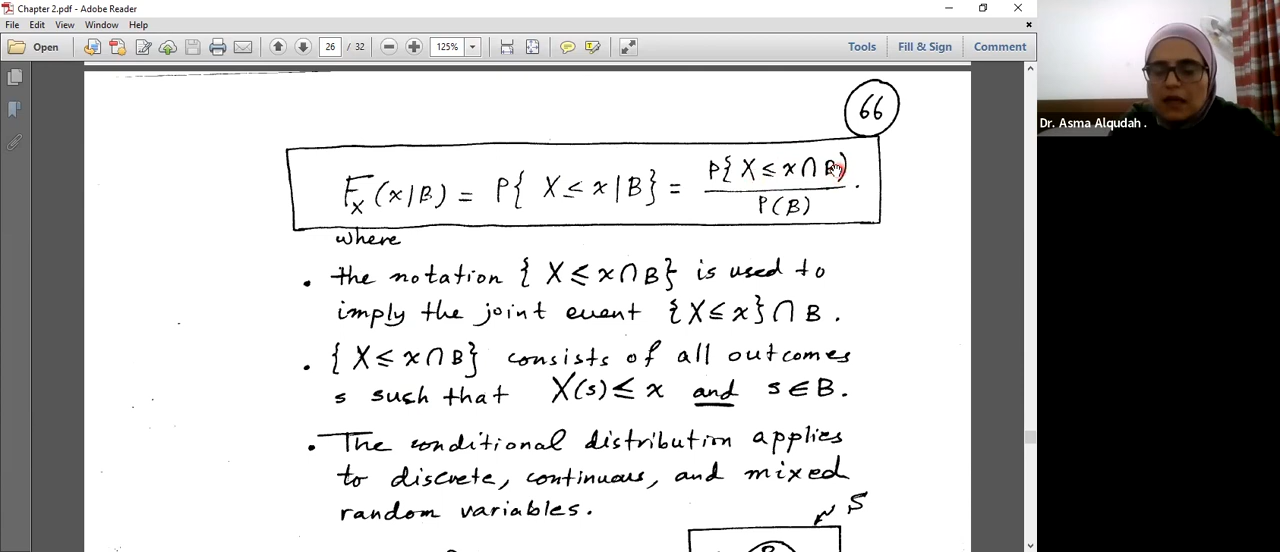 Chapter 2.pdf - Adobe Reader
File Edit View Window Help
Open 26 / 32 125% Tools Fill & Sign Comment
66
F_X (x|B) = P{ X ≤ x | B} = P{ X ≤ x ∩ B) / P(B) .
where
. the notation { X ≤ x ∩ B} is used to
imply the joint event {X ≤ x} ∩ B .
. { X ≤ x ∩ B} consists of all outcomes
s such that X(s) ≤ x and s ∈ B .
. The conditional distribution applies
to discrete, continuous, and mixed
random variables.
S
B
Dr. Asma Alqudah .